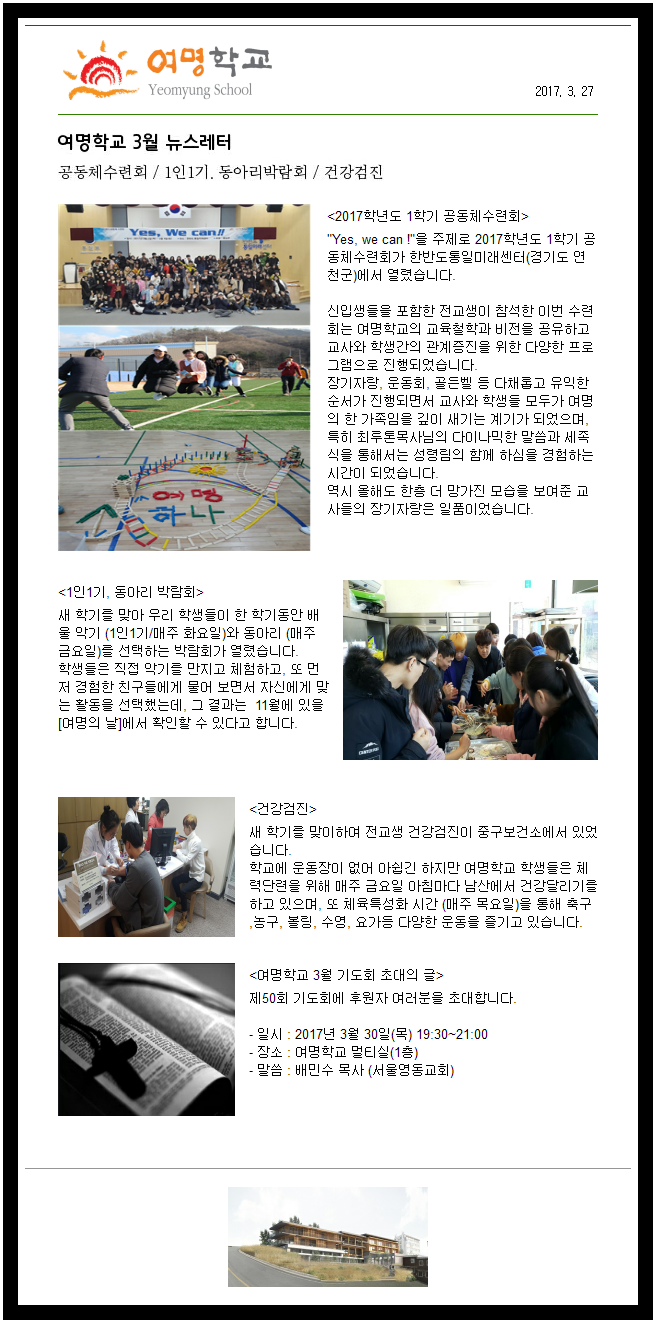 여명학교
Yeomyung School
2017. 3. 27
여명학교 3월 뉴스레터
공동체수련회 / 1인1기. 동아리박람회 / 건강검진
Yes, We can!!
여명
하나
<2017학년도 1학기 공동체수련회>
"Yes, we can !"을 주제로 2017학년도 1학기 공
동체수련회가 한반도통일미래센터(경기도 연
천군)에서 열렸습니다.
신입생들을 포함한 전교생이 참석한 이번 수련
회는 여명학교의 교육철학과 비전을 공유하고
교사와 학생간의 관계증진을 위한 다양한 프로
그램으로 진행되었습니다.
장기자랑, 운동회, 골든벨 등 다채롭고 유익한
순서가 진행되면서 교사와 학생들 모두가 여명
의 한 가족임을 깊이 새기는 계기가 되었으며,
특히 최루톤목사님의 다이나믹한 말씀과 세족
식을 통해서는 성령림의 함께 하심을 경험하는
시간이 되었습니다.
역시 올해도 한층 더 망가진 모습을 보여준 교
사들의 장기자랑은 일품이었습니다.
<1인1기, 동아리 박람회>
새 학기를 맞아 우리 학생들이 한 학기동안 배
울 악기 (1인1기/매주 화요일)와 동아리 (매주
금요일)을 선택하는 박람회가 열렸습니다.
학생들은 직접 악기를 만지고 체험하고, 또 먼
저 경험한 친구들에게 물어 보면서 자신에게 맞
는 활동을 선택했는데, 그 결과는 11월에 있을
[여명의 날]에서 확인할 수 있다고 합니다.
<건강검진>
새 학기를 맞이하여 전교생 건강검진이 중구보건소에서 있었
습니다.
학교에 운동장이 없어 아쉽긴 하지만 여명학교 학생들은 체
력단련을 위해 매주 금요일 아침마다 남산에서 건강달리기를
하고 있으며, 또 체육특성화 시간 (매주 목요일)을 통해 축구
,농구, 볼링, 수영, 요가등 다양한 운동을 즐기고 있습니다.
<여명학교 3월 기도회 초대의 글>
제50회 기도회에 후원자 여러분을 초대합니다.
- 일시 : 2017년 3월 30일(목) 19:30~21:00
- 장소 : 여명학교 멀티실(1층)
- 말씀 : 배민수 목사 (서울영동교회)